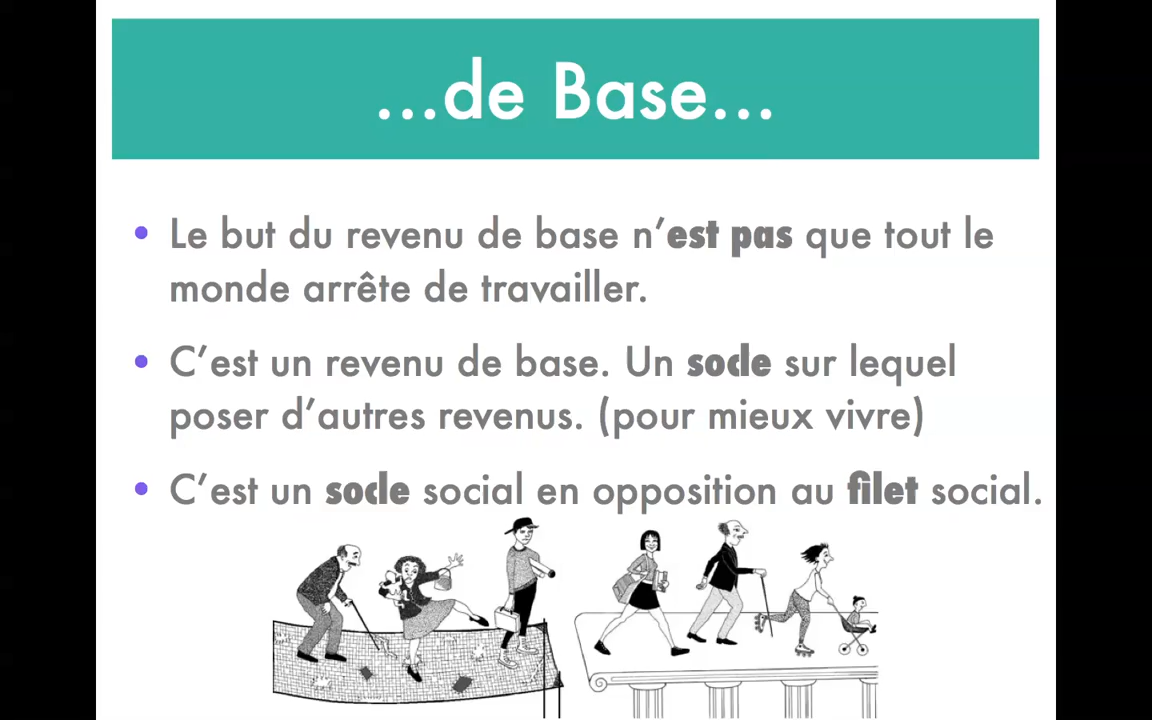 ...de Base...
• Le but du revenu de base n’est pas que tout le
monde arrête de travailler.
• C’est un revenu de base. Un socle sur lequel
poser d’autres revenus. (pour mieux vivre)
• C’est un socle social en opposition au filet social.